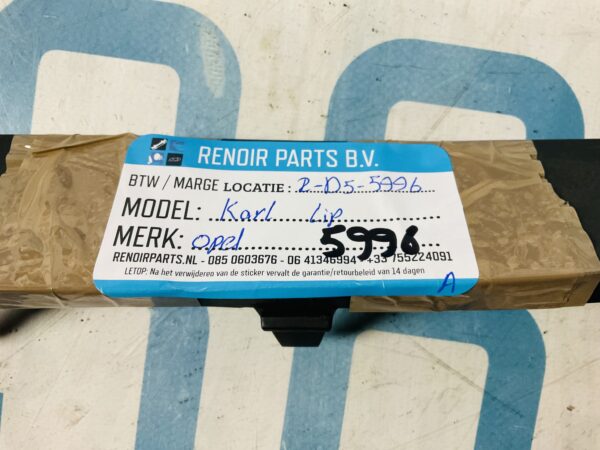 RENOIR PARTS B.V.
BTW / MARGE LOCATIE: 2-D5-5996
MODEL: Karl Lip
MERK: Opel 5996
RENOIRPARTS.NL - 085 0603676 - 06 41346994 - +33 755224091
LETOP: Na het verwijderen van de sticker vervalt de garantie/retourbeleid van 14 dagen
A